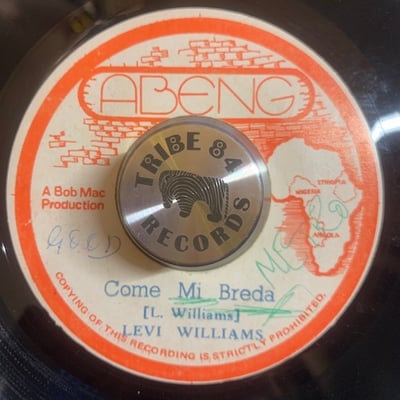 ABENG
TRIBE 84
RECORDS
A Bob Mac
Production
ETHIOPIA
NIGERIA
ANGOLA
GOOD
Come Mi Breda
[L. Williams]
LEVI WILLIAMS
COPYING OF THIS RECORDING IS STRICTLY PROHIBITED.